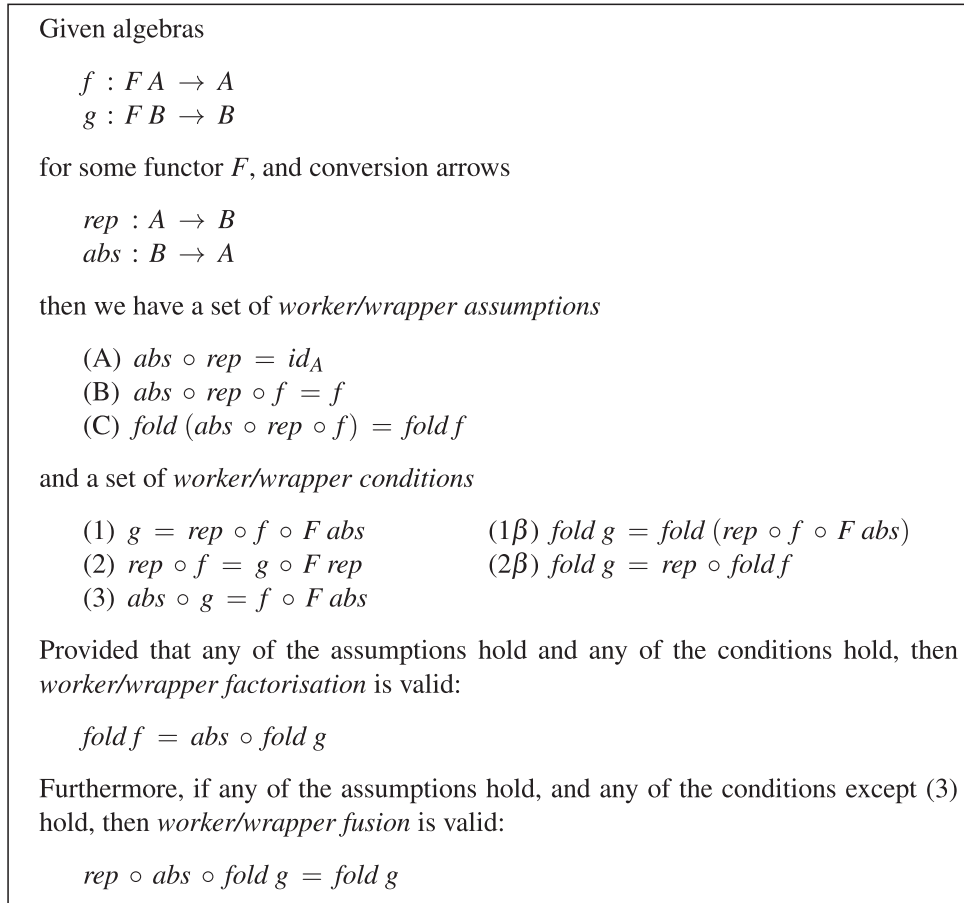 Given algebras
f : F A → A
g : F B → B
for some functor F, and conversion arrows
rep : A → B
abs : B → A
then we have a set of worker/wrapper assumptions
(A) abs ∘ rep = id_A
(B) abs ∘ rep ∘ f = f
(C) fold (abs ∘ rep ∘ f) = fold f
and a set of worker/wrapper conditions
(1) g = rep ∘ f ∘ F abs (1β) fold g = fold (rep ∘ f ∘ F abs)
(2) rep ∘ f = g ∘ F rep (2β) fold g = rep ∘ fold f
(3) abs ∘ g = f ∘ F abs
Provided that any of the assumptions hold and any of the conditions hold, then
worker/wrapper factorisation is valid:
fold f = abs ∘ fold g
Furthermore, if any of the assumptions hold, and any of the conditions except (3)
hold, then worker/wrapper fusion is valid:
rep ∘ abs ∘ fold g = fold g